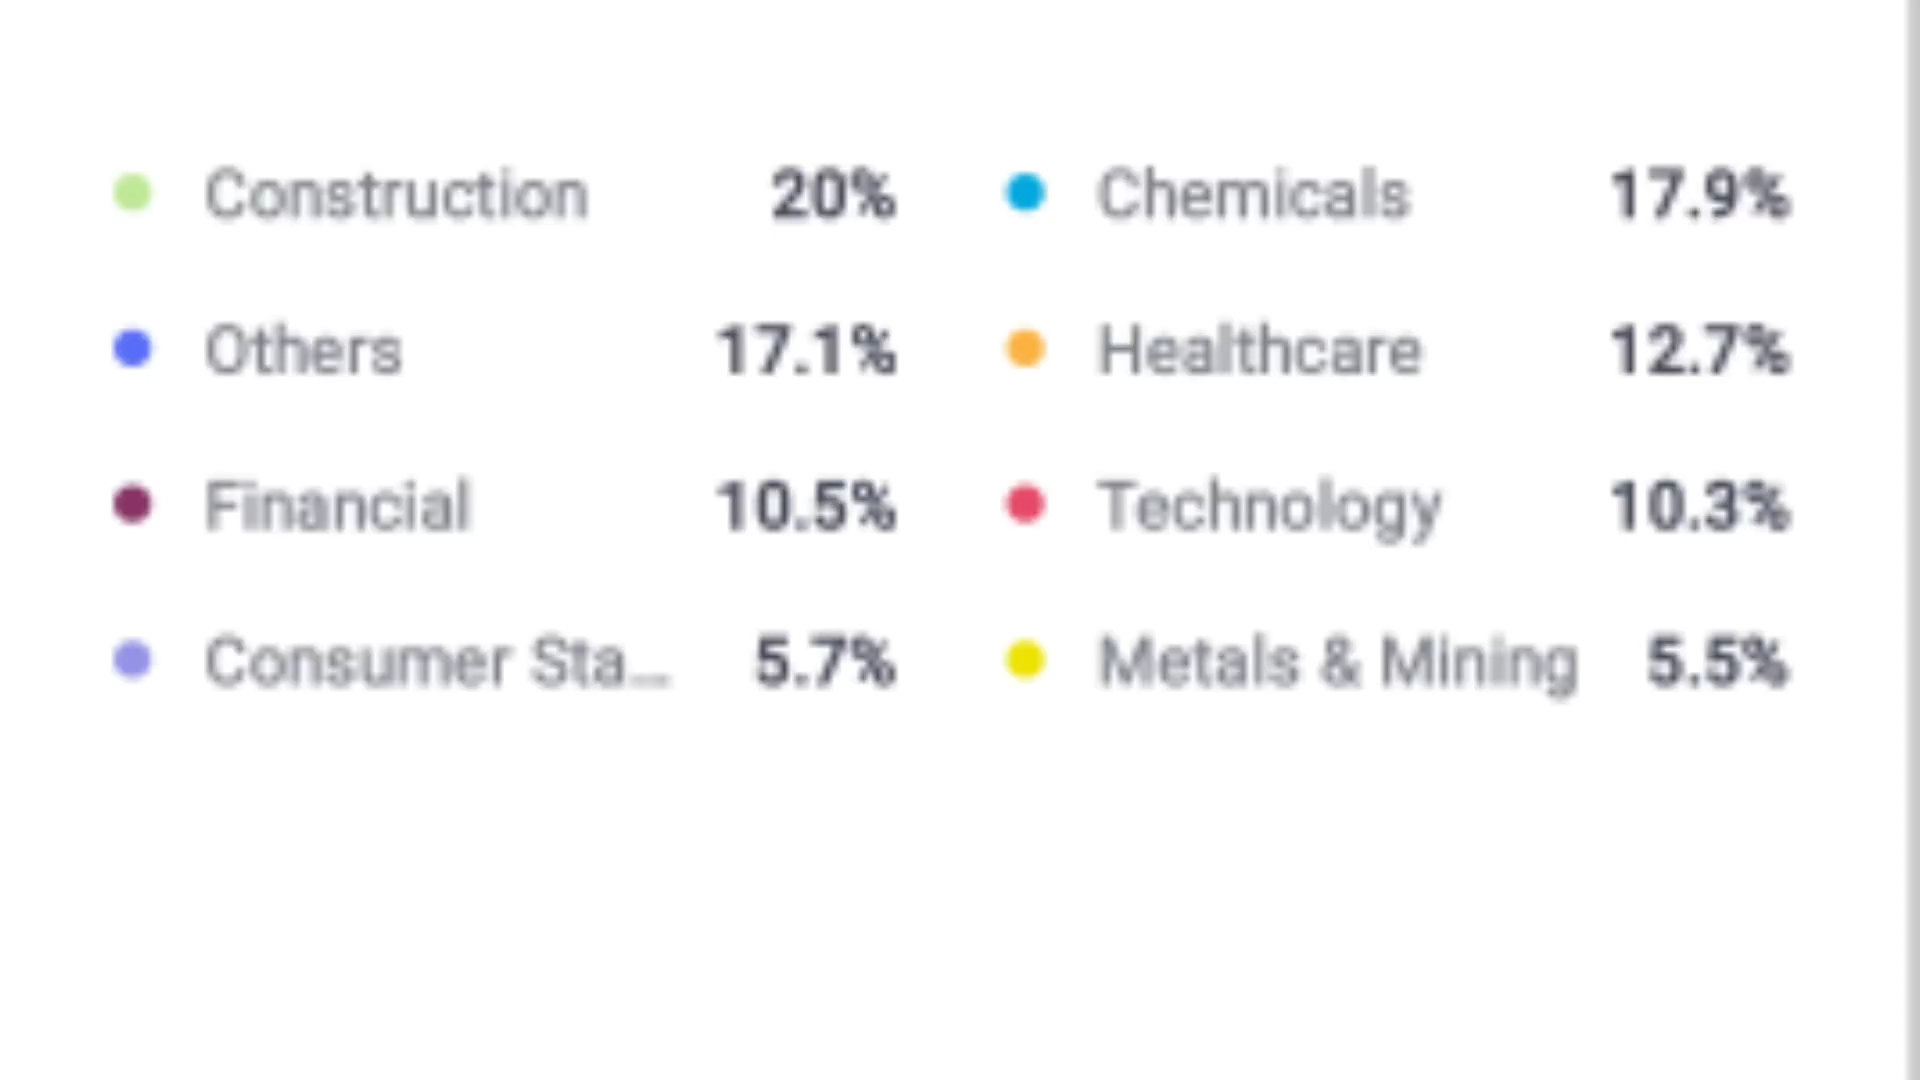 Construction 20% Chemicals 17.9%
Others 17.1% Healthcare 12.7%
Financial 10.5% Technology 10.3%
Consumer Sta... 5.7% Metals & Mining 5.5%